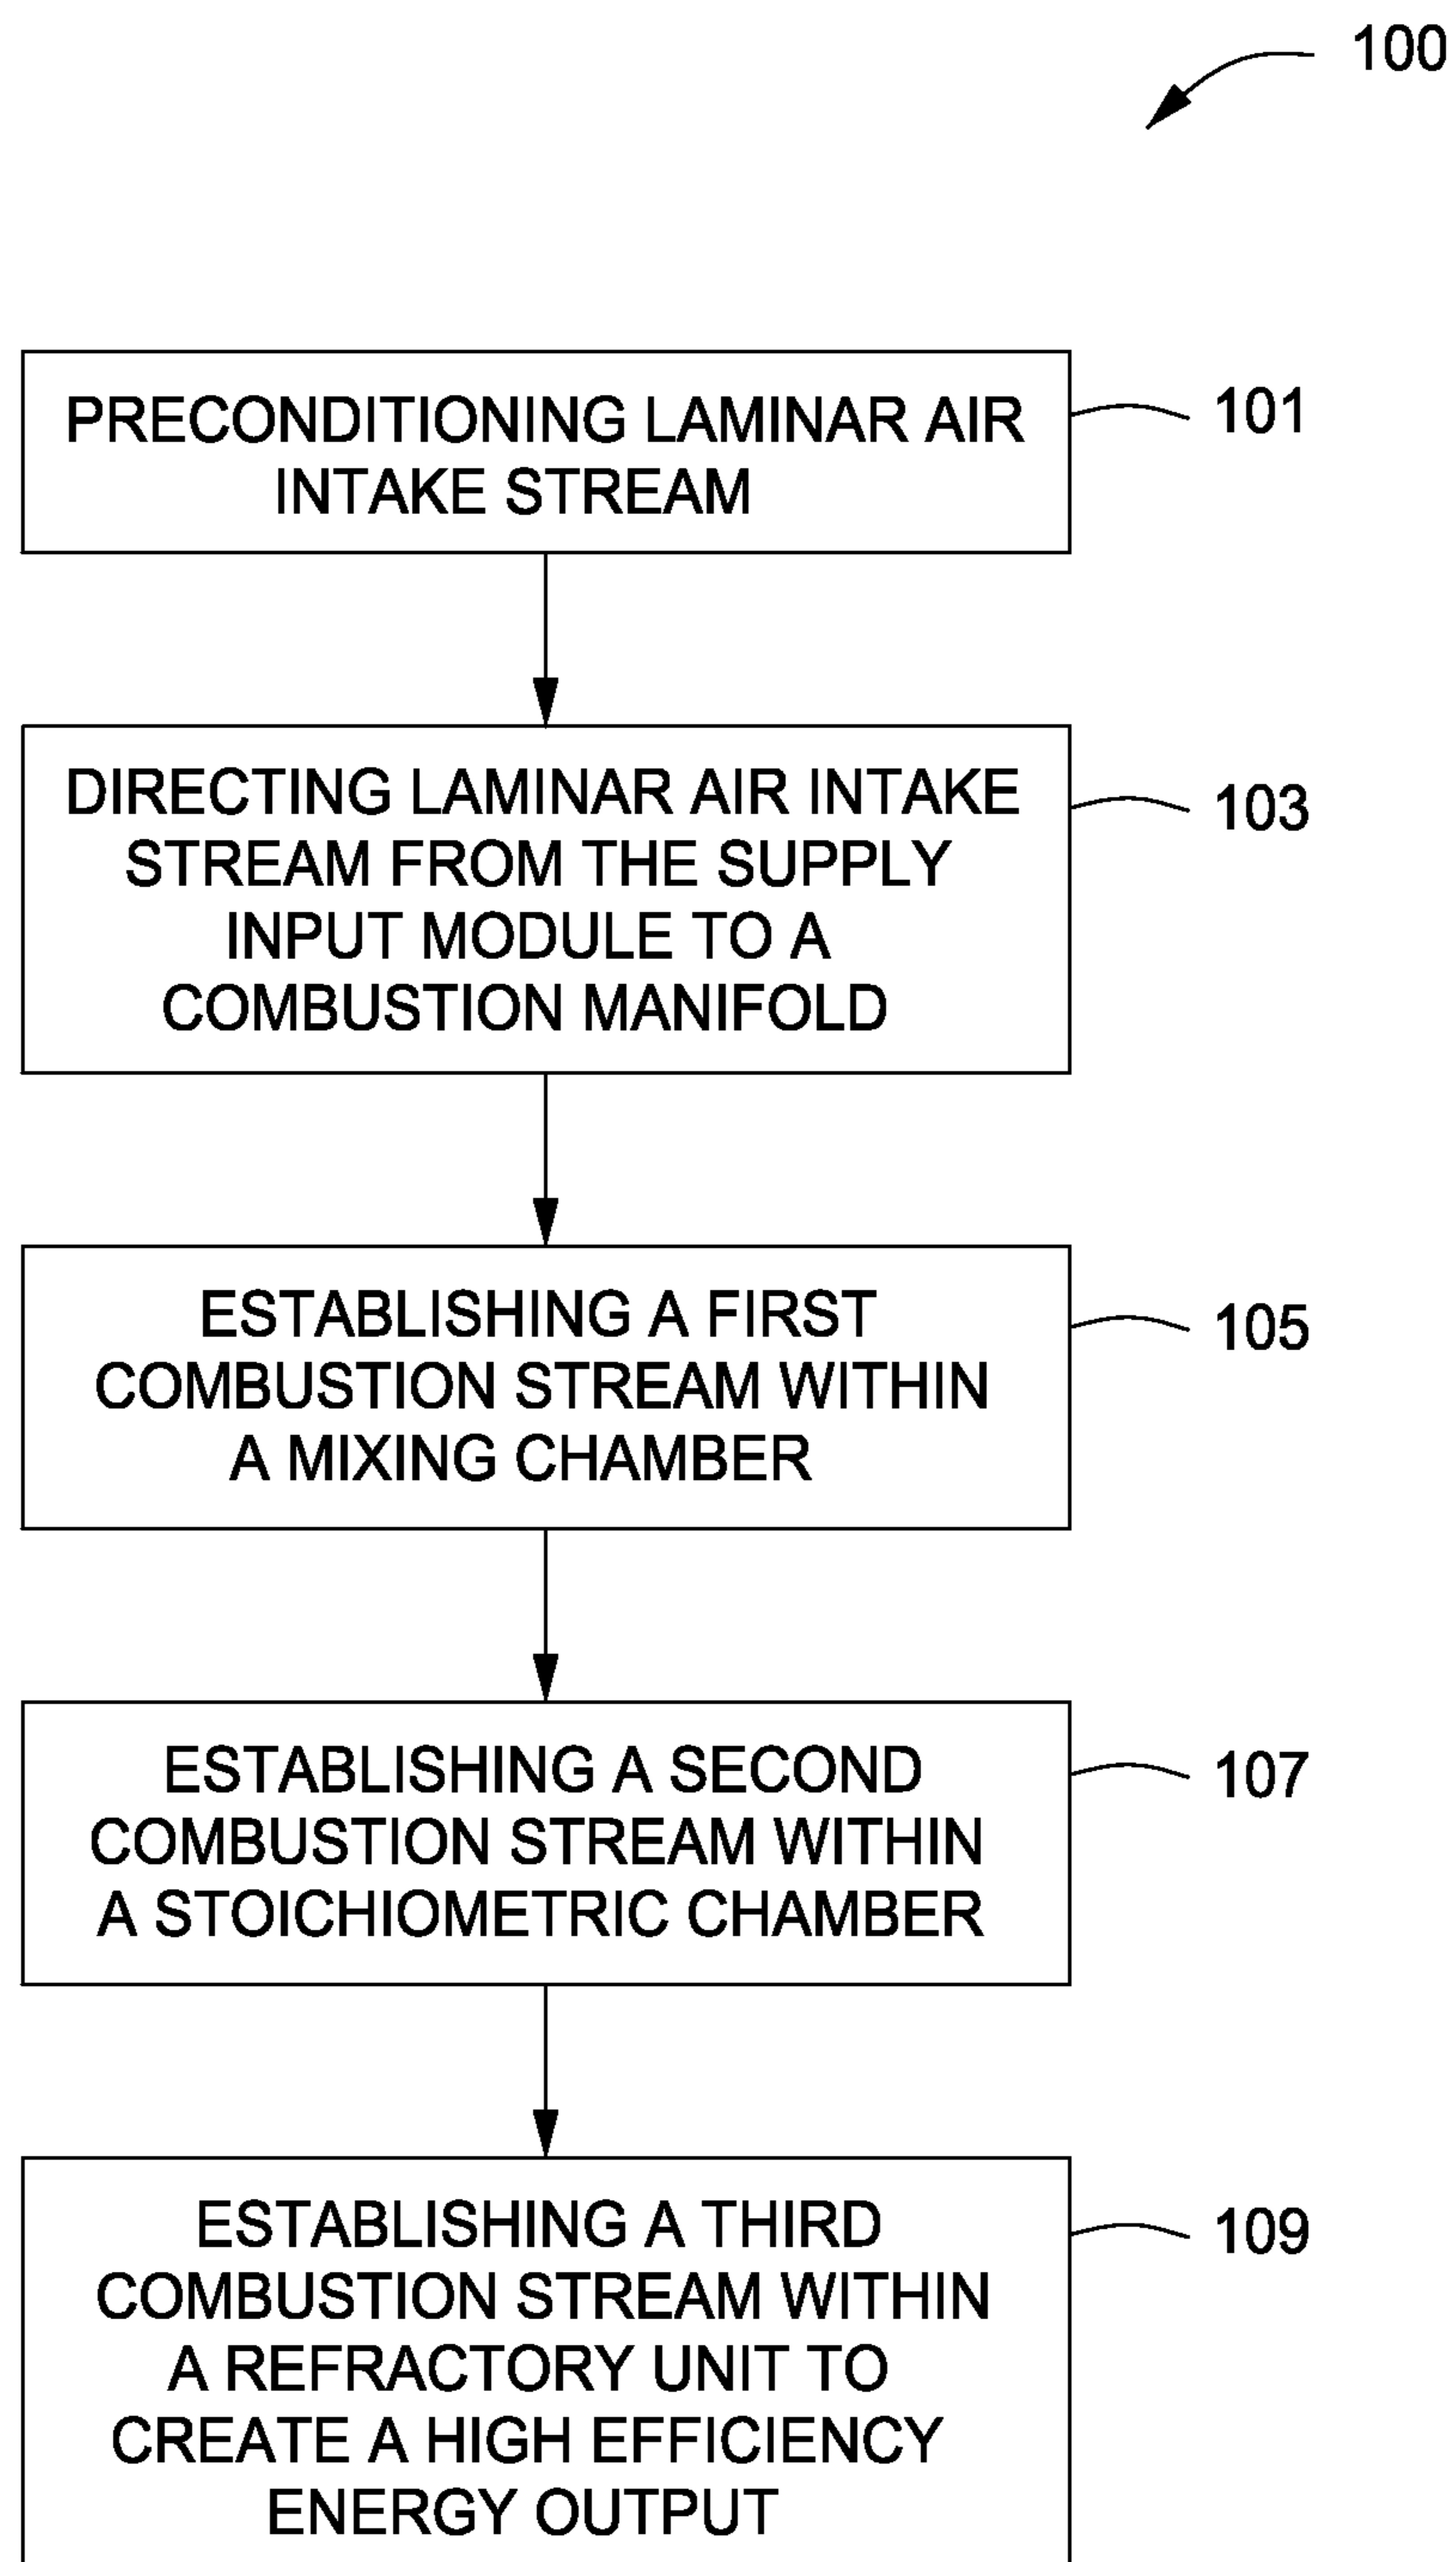 100
PRECONDITIONING LAMINAR AIR
INTAKE STREAM
101
DIRECTING LAMINAR AIR INTAKE
STREAM FROM THE SUPPLY
INPUT MODULE TO A
COMBUSTION MANIFOLD
103
ESTABLISHING A FIRST
COMBUSTION STREAM WITHIN
A MIXING CHAMBER
105
ESTABLISHING A SECOND
COMBUSTION STREAM WITHIN
A STOICHIOMETRIC CHAMBER
107
ESTABLISHING A THIRD
COMBUSTION STREAM WITHIN
A REFRACTORY UNIT TO
CREATE A HIGH EFFICIENCY
ENERGY OUTPUT
109